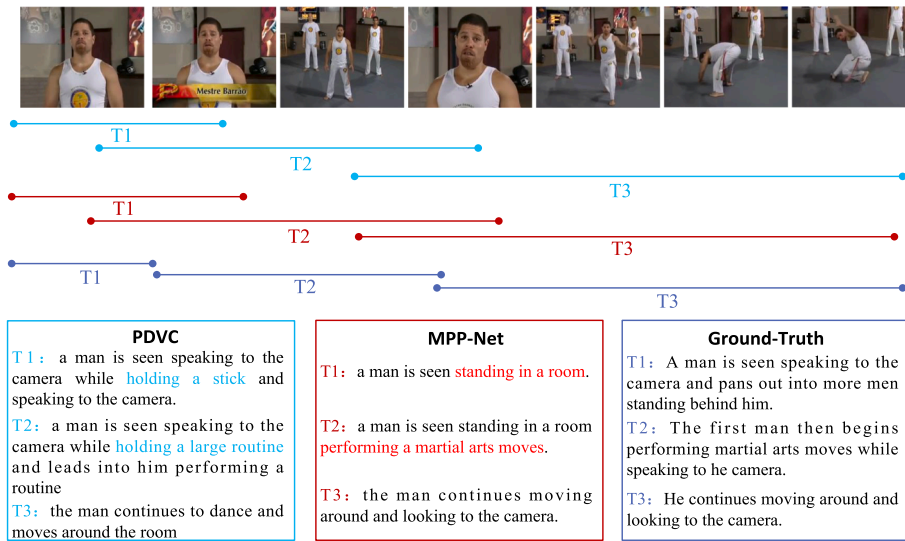 Mestre Barrão
T1
T2
T3
T1
T2
T3
T1
T2
T3
PDVC
T1： a man is seen speaking to the
camera while holding a stick and
speaking to the camera.
T2： a man is seen speaking to the
camera while holding a large routine
and leads into him performing a
routine
T3：the man continues to dance and
moves around the room
MPP-Net
T1：a man is seen standing in a room.
T2：a man is seen standing in a room
performing a martial arts moves.
T3：the man continues moving
around and looking to the camera.
Ground-Truth
T1：A man is seen speaking to the
camera and pans out into more men
standing behind him.
T2：The first man then begins
performing martial arts moves while
speaking to he camera.
T3：He continues moving around and
looking to the camera.